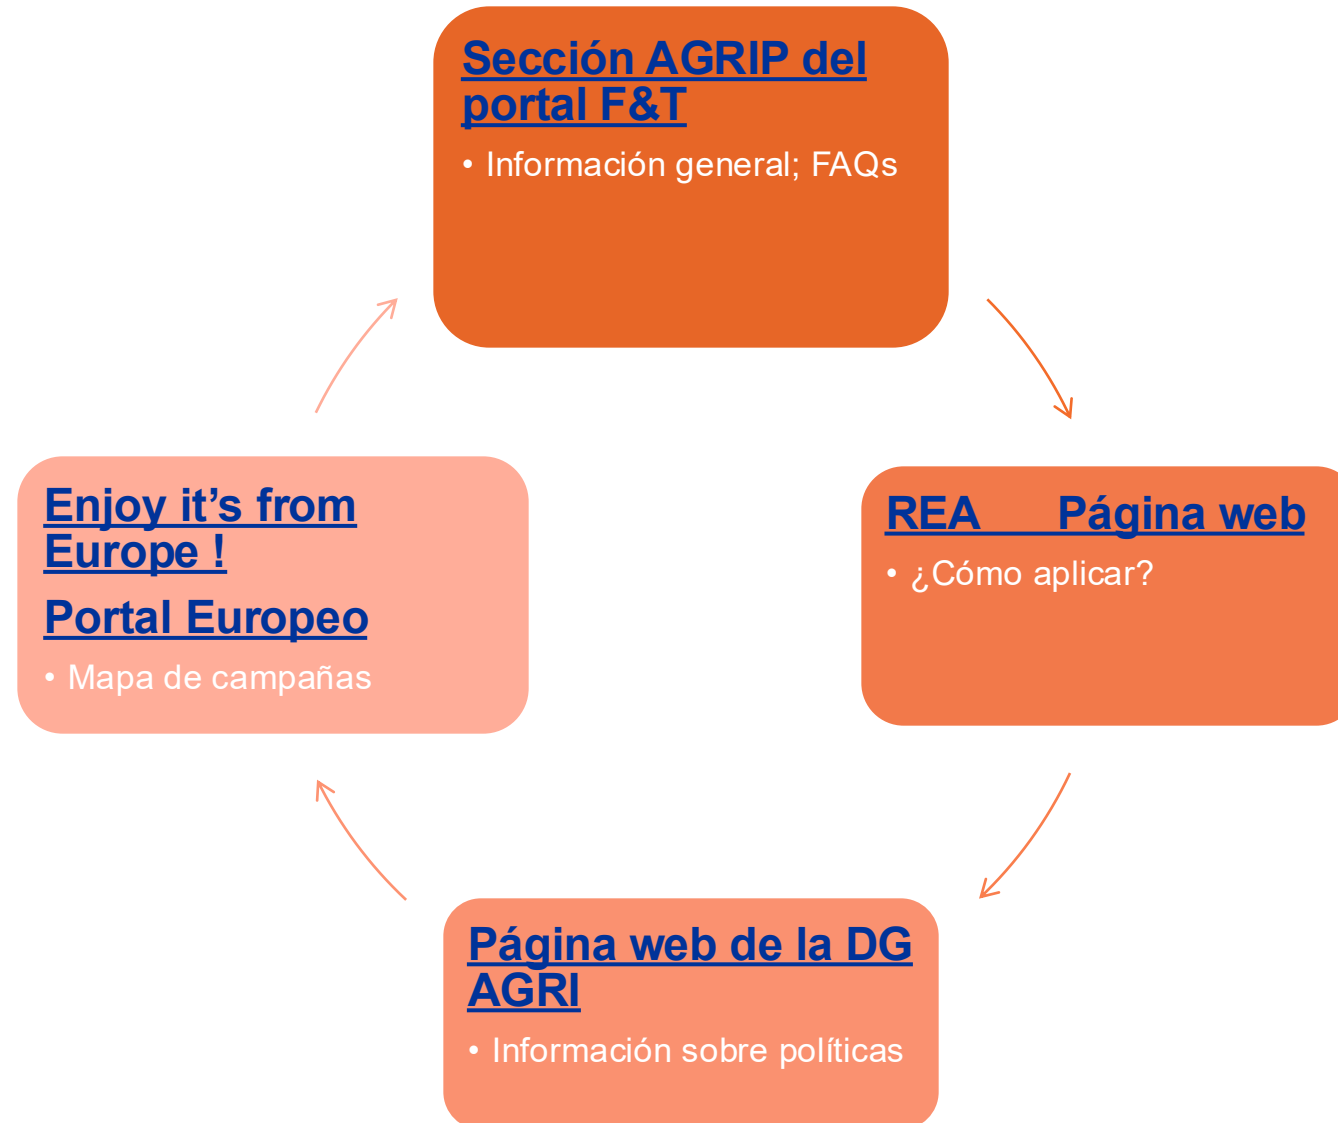 Sección AGRIP del
portal F&T
• Información general; FAQs
REA Página web
• ¿Cómo aplicar?
Página web de la DG
AGRI
• Información sobre políticas
Enjoy it’s from
Europe !
Portal Europeo
• Mapa de campañas